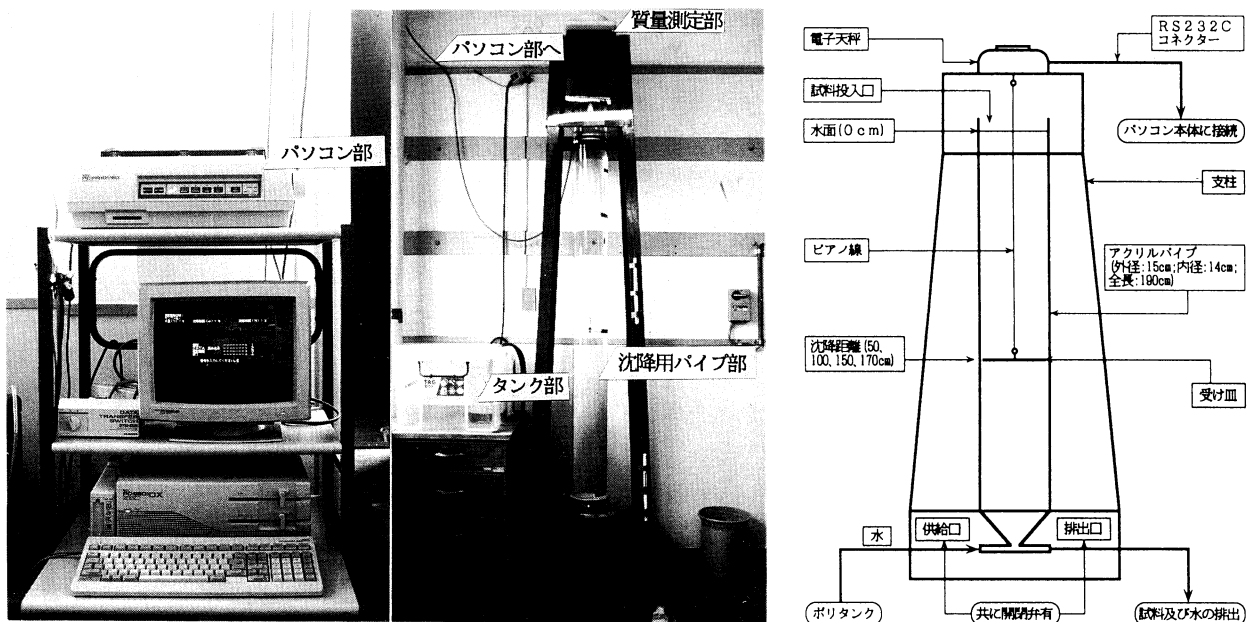 パソコン部
DATA
TRANSFER
SWITCH
パソコン部へ
質量測定部
タンク部
沈降用パイプ部
電子天秤
RS232C
コネクター
試料投入口
水面(0cm)
パソコン本体に接続
支柱
ピアノ線
アクリルパイプ
(外径:15cm;内径:14cm;
全長:190cm)
沈降距離(50,
100,150,170cm)
受け皿
水
供給口
排出口
ポリタンク
共に開閉弁有
試料及び水の排出